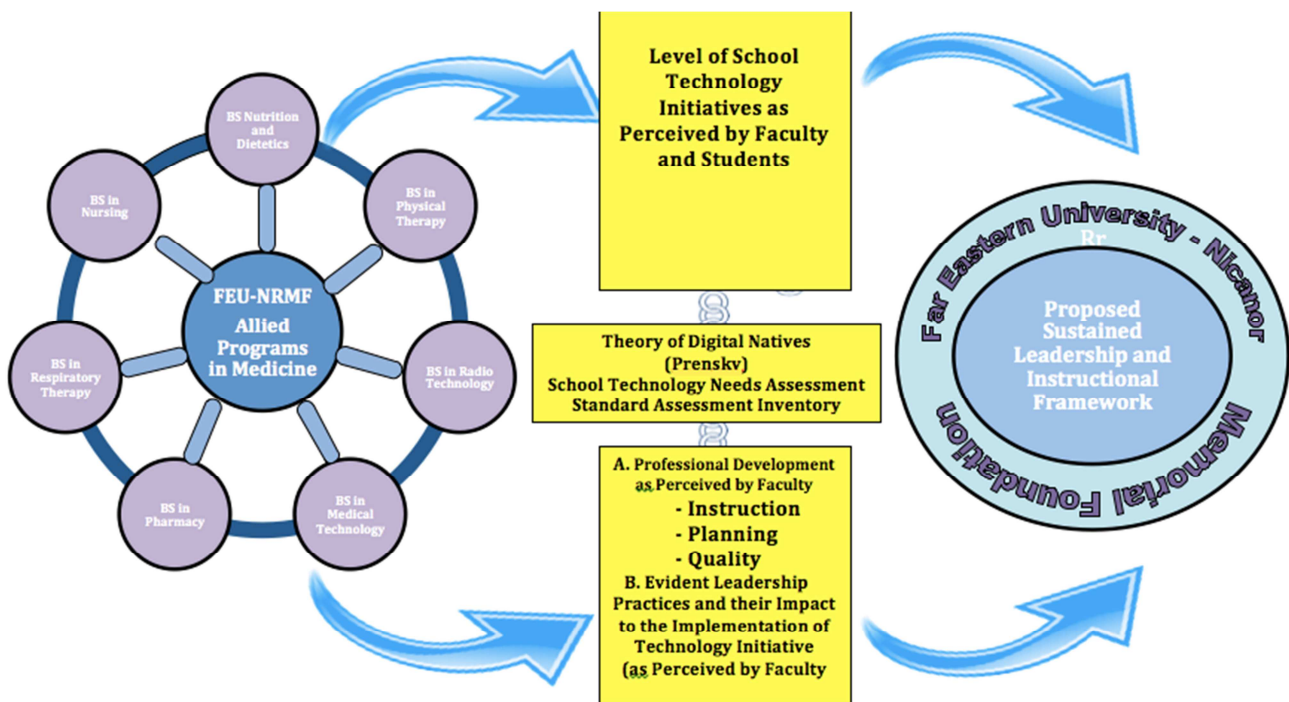 BS Nutrition and
Dietetics
BS in
Physical
Therapy
BS in Radio
Technology
BS in
Medical
Technology
BS in
Pharmacy
BS in
Respiratory
Therapy
BS in
Nursing
FEU-NRMF
Allied
Programs
in Medicine
Level of School
Technology
Initiatives as
Perceived by Faculty
and Students
Theory of Digital Natives
(Prenskv)
School Technology Needs Assessment
Standard Assessment Inventory
A. Professional Development
as Perceived by Faculty
- Instruction
- Planning
- Quality
B. Evident Leadership
Practices and their Impact
to the Implementation of
Technology Initiative
(as Perceived by Faculty
Far Eastern University - Nicanor
Rr
Proposed
Sustained
Leadership and
Instructional
Framework
Memorial Foundation